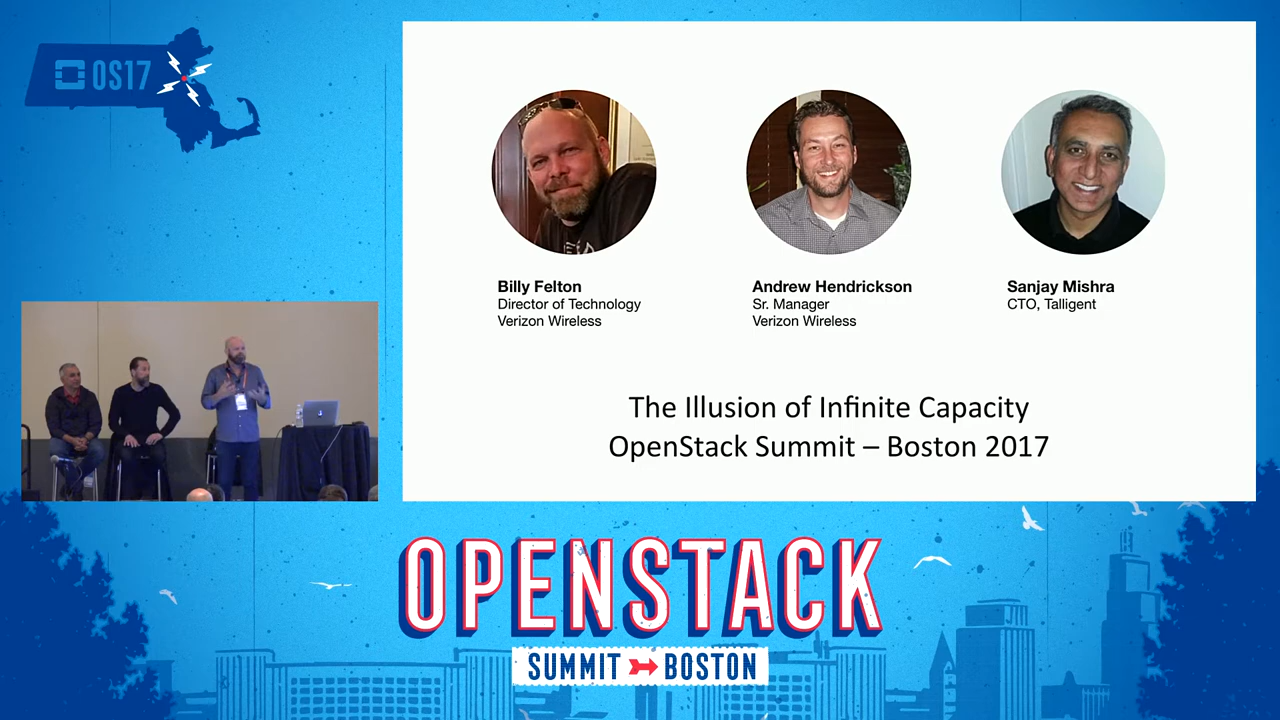 OS17
Billy Felton
Director of Technology
Verizon Wireless
Andrew Hendrickson
Sr. Manager
Verizon Wireless
Sanjay Mishra
CTO, Talligent
The Illusion of Infinite Capacity
OpenStack Summit – Boston 2017
OPENSTACK
SUMMIT BOSTON